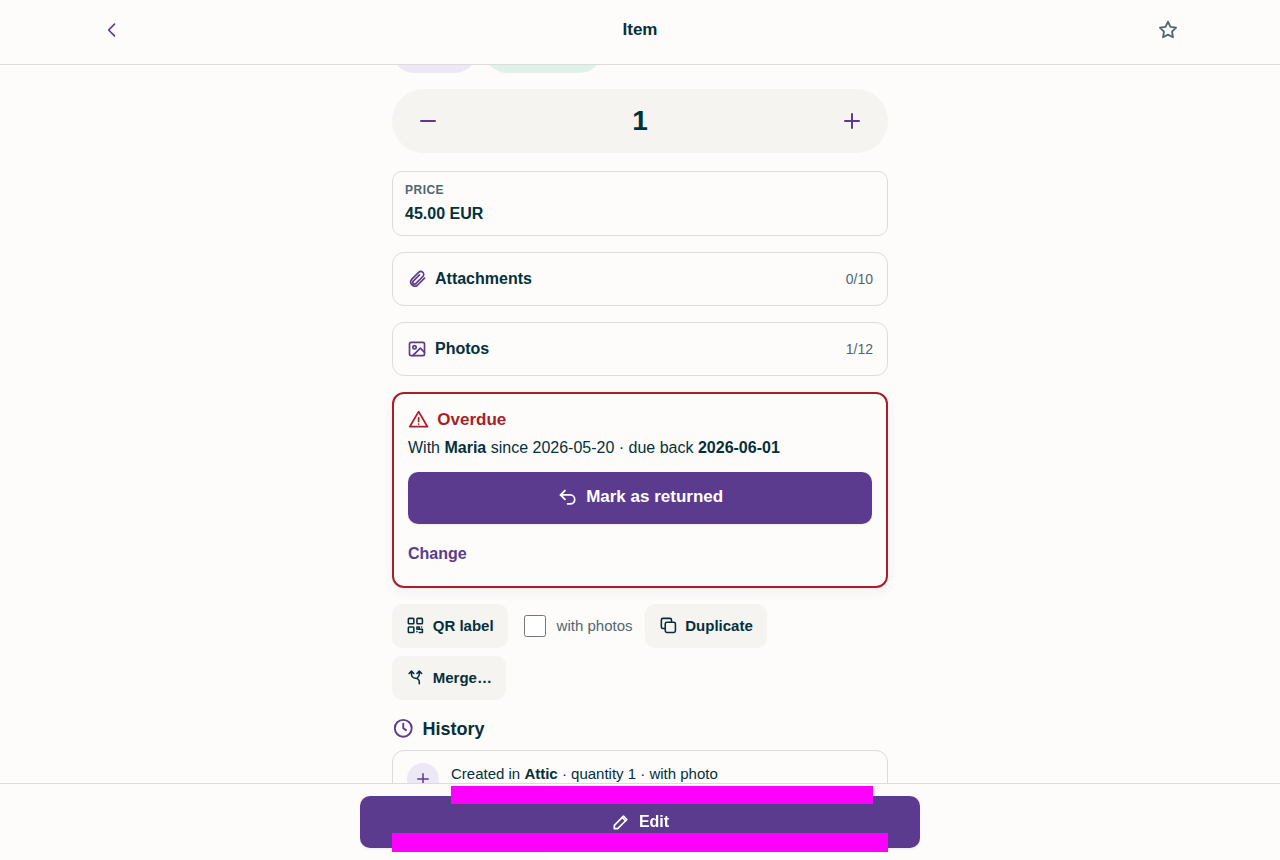 Item
1
PRICE
45.00 EUR
Attachments 0/10
Photos 1/12
Overdue
With Maria since 2026-05-20 · due back 2026-06-01
Mark as returned
Change
QR label with photos Duplicate
Merge…
History
Created in Attic · quantity 1 · with photo
Edit